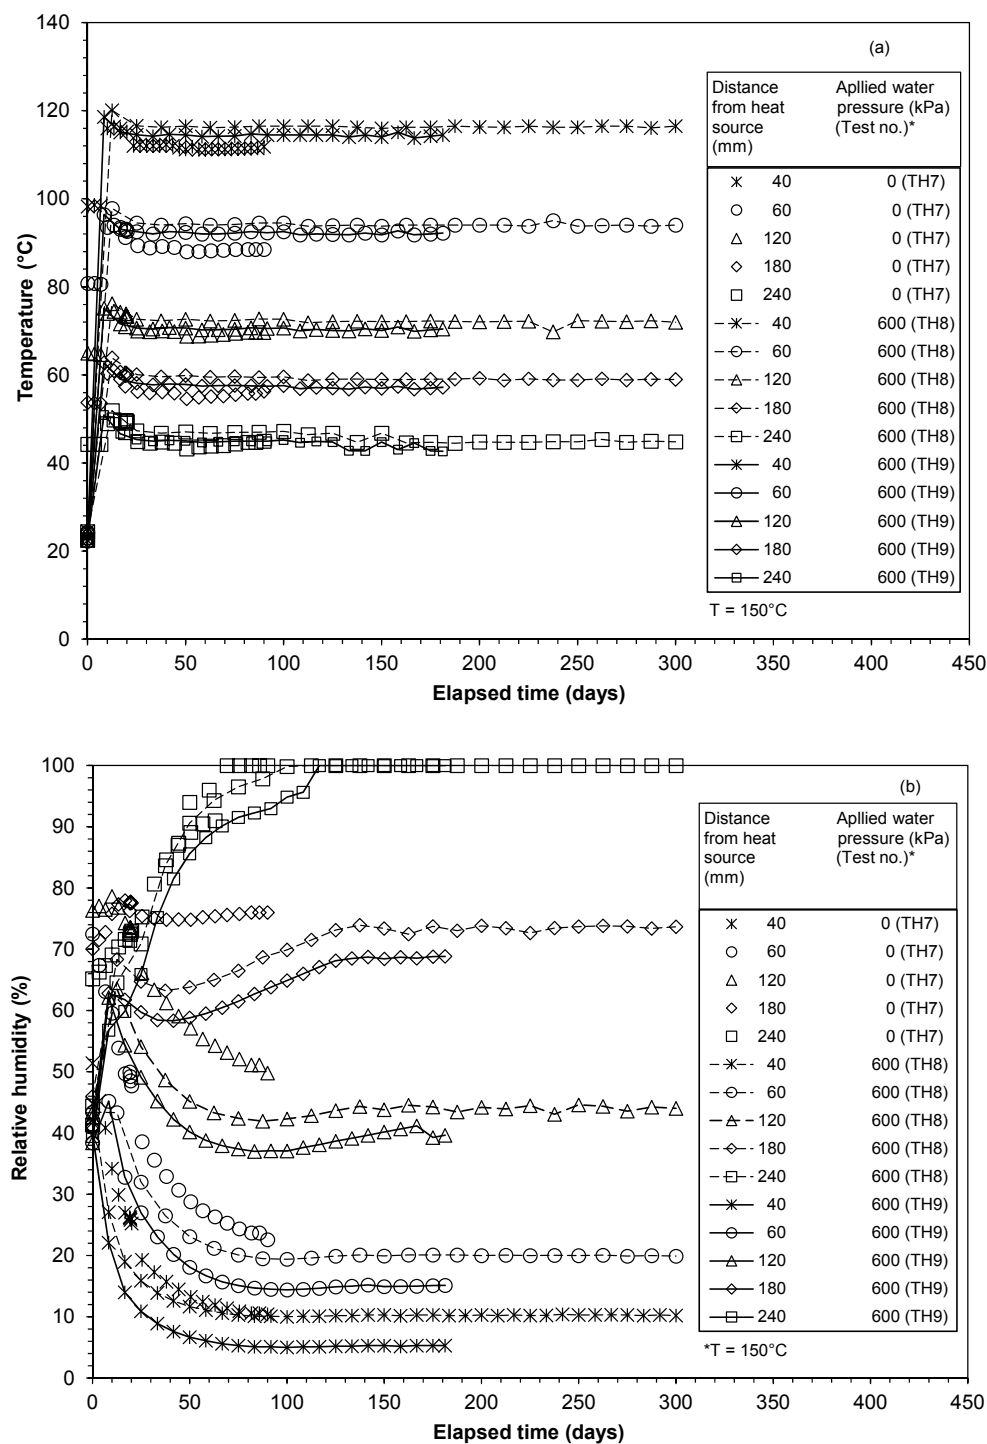 140
120
100
80
60
40
20
0
Temperature (°C)
0 50 100 150 200 250 300 350 400 450
Elapsed time (days)
(a)
Distance from heat source (mm)
Apllied water pressure (kPa) (Test no.)*
40 0 (TH7)
60 0 (TH7)
120 0 (TH7)
180 0 (TH7)
240 0 (TH7)
40 600 (TH8)
60 600 (TH8)
120 600 (TH8)
180 600 (TH8)
240 600 (TH8)
40 600 (TH9)
60 600 (TH9)
120 600 (TH9)
180 600 (TH9)
240 600 (TH9)
T = 150°C
100
90
80
70
60
50
40
30
20
10
0
Relative humidity (%)
0 50 100 150 200 250 300 350 400 450
Elapsed time (days)
(b)
Distance from heat source (mm)
Apllied water pressure (kPa) (Test no.)*
40 0 (TH7)
60 0 (TH7)
120 0 (TH7)
180 0 (TH7)
240 0 (TH7)
40 600 (TH8)
60 600 (TH8)
120 600 (TH8)
180 600 (TH8)
240 600 (TH8)
40 600 (TH9)
60 600 (TH9)
120 600 (TH9)
180 600 (TH9)
240 600 (TH9)
*T = 150°C